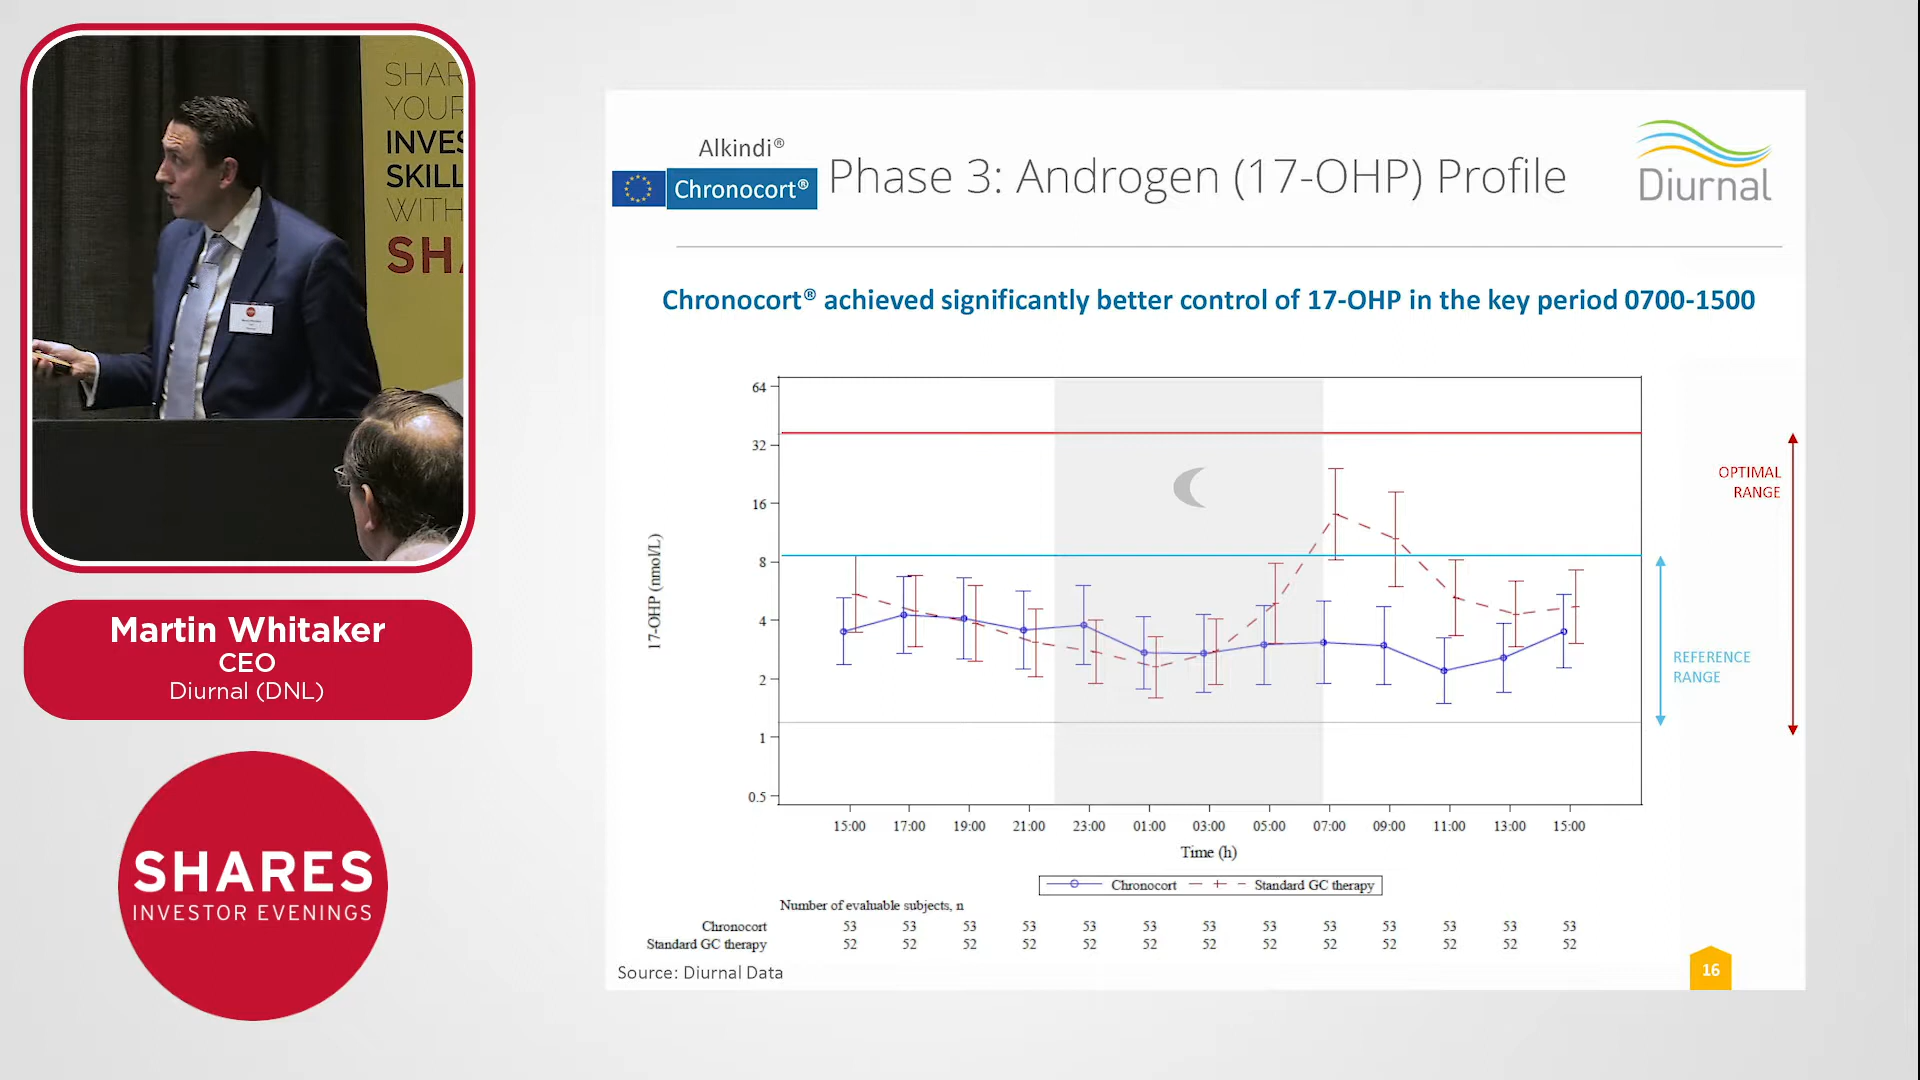 SHAR
YOUR
INVES
SKILL
WITH
SHA
Martin Whitaker
CEO
Diurnal (DNL)
SHARES
INVESTOR EVENINGS
Alkindi®
Chronocort®
Phase 3: Androgen (17-OHP) Profile
Diurnal
Chronocort® achieved significantly better control of 17-OHP in the key period 0700-1500
64
32
16
8
4
2
1
0.5
17-OHP (nmol/L)
OPTIMAL
RANGE
REFERENCE
RANGE
15:00 17:00 19:00 21:00 23:00 01:00 03:00 05:00 07:00 09:00 11:00 13:00 15:00
Time (h)
Chronocort Standard GC therapy
Number of evaluable subjects, n
Chronocort 53 53 53 53 53 53 53 53 53 53 53 53 53
Standard GC therapy 52 52 52 52 52 52 52 52 52 52 52 52 52
Source: Diurnal Data
16